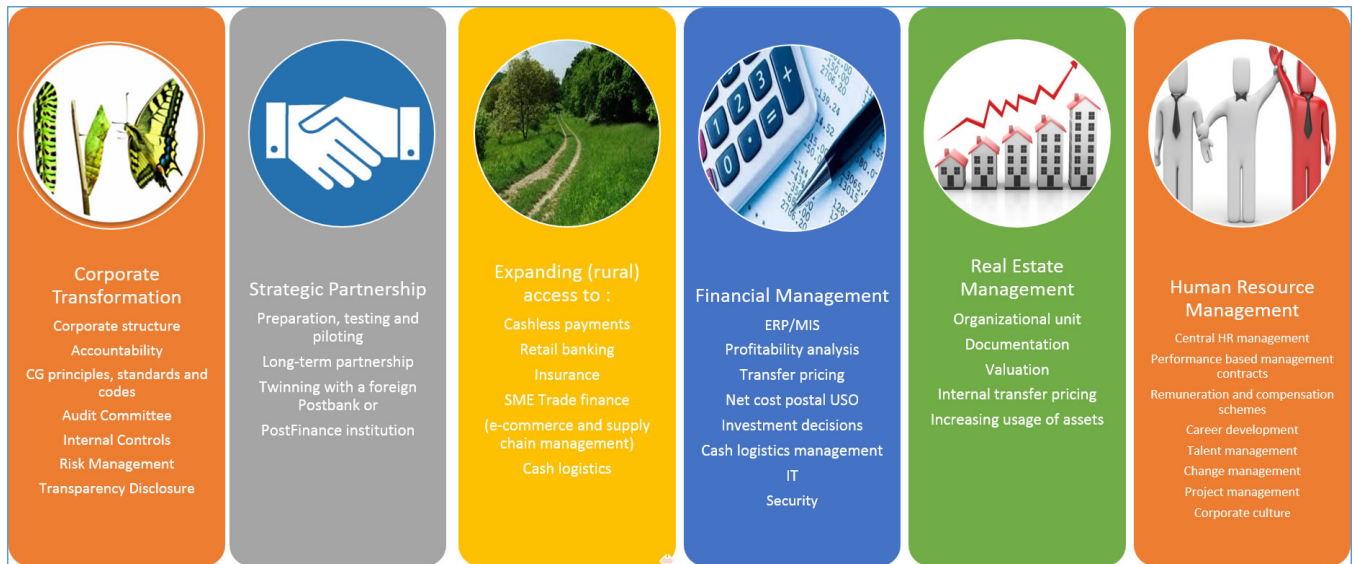 Corporate
Transformation
Corporate structure
Accountability
CG principles, standards and
codes
Audit Committee
Internal Controls
Risk Management
Transparency Disclosure
Strategic Partnership
Preparation, testing and
piloting
Long-term partnership
Twinning with a foreign
Postbank or
PostFinance institution
Expanding (rural)
access to :
Cashless payments
Retail banking
Insurance
SME Trade finance
(e-commerce and supply
chain management)
Cash logistics
Financial Management
ERP/MIS
Profitability analysis
Transfer pricing
Net cost postal USO
Investment decisions
Cash logistics management
IT
Security
Real Estate
Management
Organizational unit
Documentation
Valuation
Internal transfer pricing
Increasing usage of assets
Human Resource
Management
Central HR management
Performance based management
contracts
Remuneration and compensation
schemes
Career development
Talent management
Change management
Project management
Corporate culture